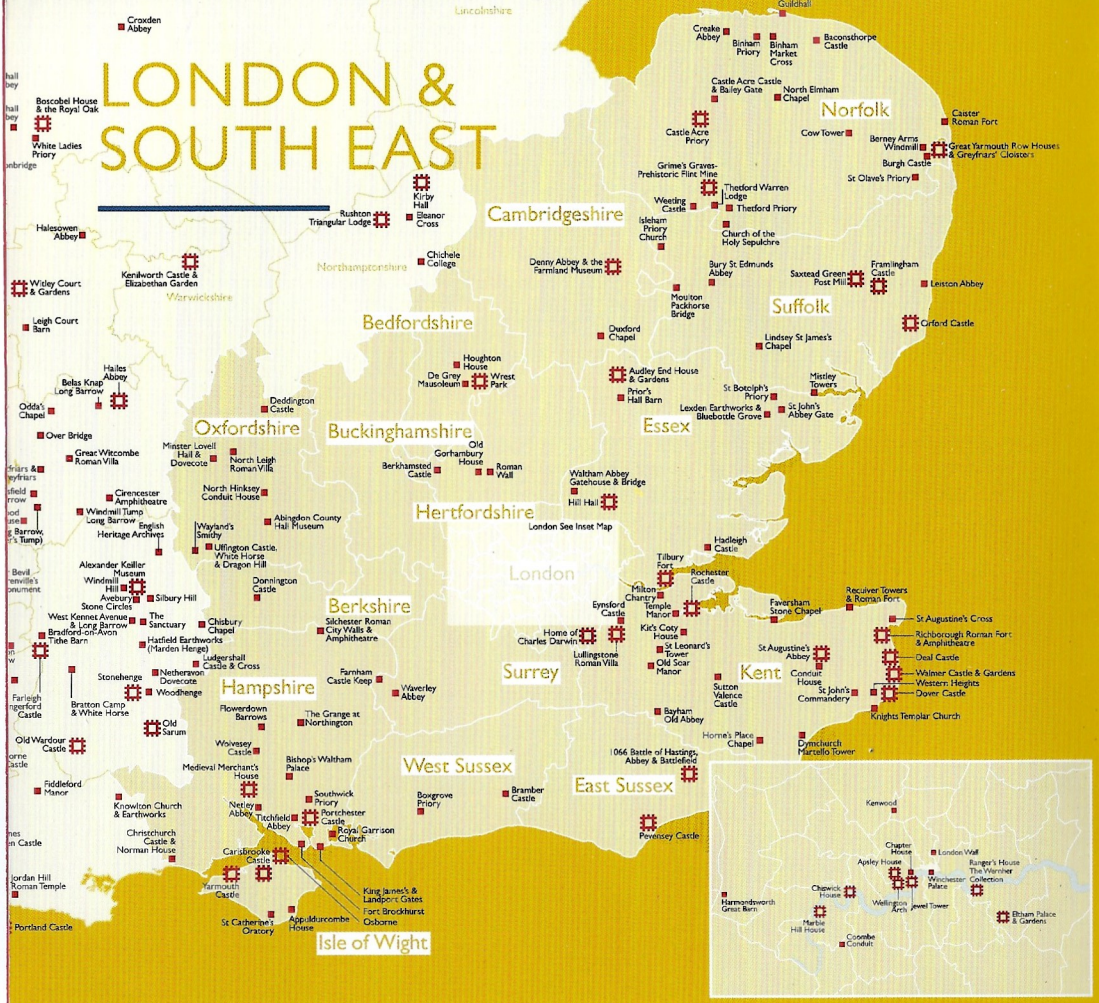 Guildhall
Lincolnshire
Croxden
Abbey
Creake
Abbey
Binham
Priory
Binham
Market
Cross
Baconsthorpe
Castle
LONDON &
SOUTH EAST
hall
bey
Boscobel House
& the Royal Oak
hall
bey
White Ladies
Priory
onbridge
Castle Acre Castle
& Bailey Gate
North Elmham
Chapel
Norfolk
Castle Acre
Priory
Cow Tower
Caister
Roman Fort
Berney Arms
Windmill
Great Yarmouth Row Houses
& Greyfriars' Cloisters
Burgh Castle
St Olave's Priory
Grime's Graves-
Prehistoric Flint Mine
Thetford Warren
Lodge
Weeting
Castle
Thetford Priory
Kirby
Hall
Rushton
Triangular Lodge
Eleanor
Cross
Cambridgeshire
Isleham
Priory
Church
Church of the
Holy Sepulchre
Halesowen
Abbey
Chichele
College
Northamptonshire
Kenilworth Castle &
Elizabethan Garden
Denny Abbey & the
Farmland Museum
Bury St Edmunds
Abbey
Saxtead Green
Post Mill
Framlingham
Castle
Leiston Abbey
Witley Court
& Gardens
Warwickshire
Moulton
Packhorse
Bridge
Suffolk
Orford Castle
Leigh Court
Barn
Bedfordshire
Duxford
Chapel
Lindsey St James's
Chapel
Houghton
House
De Grey
Mausoleum
Wrest
Park
Audley End House
& Gardens
Prior's
Hall Barn
Mistley
Towers
St Botolph's
Priory
Lexden Earthworks &
Bluebottle Grove
St John's
Abbey Gate
Hailes
Abbey
Belas Knap
Long Barrow
Odda's
Chapel
Deddington
Castle
Oxfordshire
Buckinghamshire
Essex
Over Bridge
Great Witcombe
Roman Villa
Minster Lovell
Hall &
Dovecote
North Leigh
Roman Villa
Old
Gorhambury
House
Berkhamsted
Castle
Roman
Wall
Waltham Abbey
Gatehouse & Bridge
Hill Hall
friars &
eyfriars
sfield
rrow
Cirencester
Amphitheatre
North Hinksey
Conduit House
Hertfordshire
London See Inset Map
Windmill Tump
Long Barrow
English
Heritage Archives
Wayland's
Smithy
Abingdon County
Hall Museum
Uffington Castle,
White Horse
& Dragon Hill
Hadleigh
Castle
London
Tilbury
Fort
Rochester
Castle
Alexander Keiller
Museum
Windmill
Hill
Avebury
Stone Circles
Silbury Hill
Donnington
Castle
Berkshire
Milton
Chantry
Temple
Manor
Eynsford
Castle
Reculver Towers
& Roman Fort
Faversham
Stone Chapel
West Kennet Avenue
& Long Barrow
The
Sanctuary
Chisbury
Chapel
Silchester Roman
City Walls &
Amphitheatre
Home of
Charles Darwin
Lullingstone
Roman Villa
Kit's Coty
House
St Leonard's
Tower
Old Soar
Manor
St Augustine's Cross
Richborough Roman Fort
& Amphitheatre
Bradford-on-Avon
Tithe Barn
Hatfield Earthworks
(Marden Henge)
Ludgershall
Castle & Cross
St Augustine's
Abbey
Conduit
House
Deal Castle
Walmer Castle & Gardens
Western Heights
Dover Castle
Netheravon
Dovecote
Stonehenge
Woodhenge
Hampshire
Farnham
Castle Keep
Waverley
Abbey
Surrey
Kent
Sutton
Valence
Castle
St John's
Commandery
Knights Templar Church
Farleigh
ngerford
Castle
Bratton Camp
& White Horse
Old
Sarum
Flowerdown
Barrows
The Grange at
Northington
Bayham
Old Abbey
Horne's Place
Chapel
Dymchurch
Martello Tower
Old Wardour
Castle
Wolvesey
Castle
Bishop's Waltham
Palace
Medieval Merchant's
House
West Sussex
1066 Battle of Hastings,
Abbey & Battlefield
East Sussex
Fiddleford
Manor
Knowlton Church
& Earthworks
Netley
Abbey
Southwick
Priory
Titchfield
Abbey
Portchester
Castle
Royal Garrison
Church
Boxgrove
Priory
Bramber
Castle
Pevensey Castle
Christchurch
Castle &
Norman House
Carisbrooke
Castle
Yarmouth
Castle
Jordan Hill
Roman Temple
King James's &
Landport Gates
Fort Brockhurst
Osborne
St Catherine's
Oratory
Appuldurcombe
House
Portland Castle
Isle of Wight
Kenwood
Chapter
House
London Wall
Apsley House
Ranger's House
The Wernher
Collection
Winchester
Palace
Chiswick
House
Harmondsworth
Great Barn
Wellington
Arch
Jewel Tower
Marble
Hill House
Eltham Palace
& Gardens
Coombe
Conduit